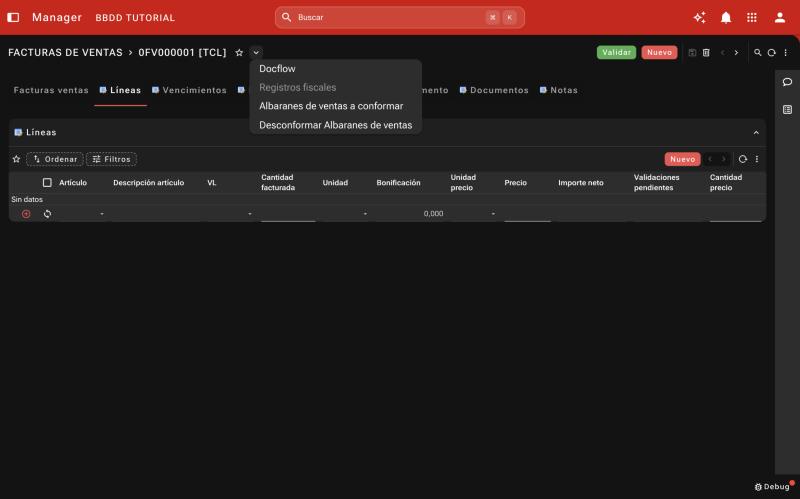 Manager BBDD TUTORIAL Buscar ⌘ K
FACTURAS DE VENTAS > 0FV000001 [TCL] Validar Nuevo
Docflow
Registros fiscales
Albaranes de ventas a conformar
Desconformar Albaranes de ventas
Facturas ventas Líneas Vencimientos mento Documentos Notas
Líneas
Ordenar Filtros Nuevo
Artículo Descripción artículo VL Cantidad facturada Unidad Bonificación Unidad precio Precio Importe neto Validaciones pendientes Cantidad precio
Sin datos
0,000
Debug